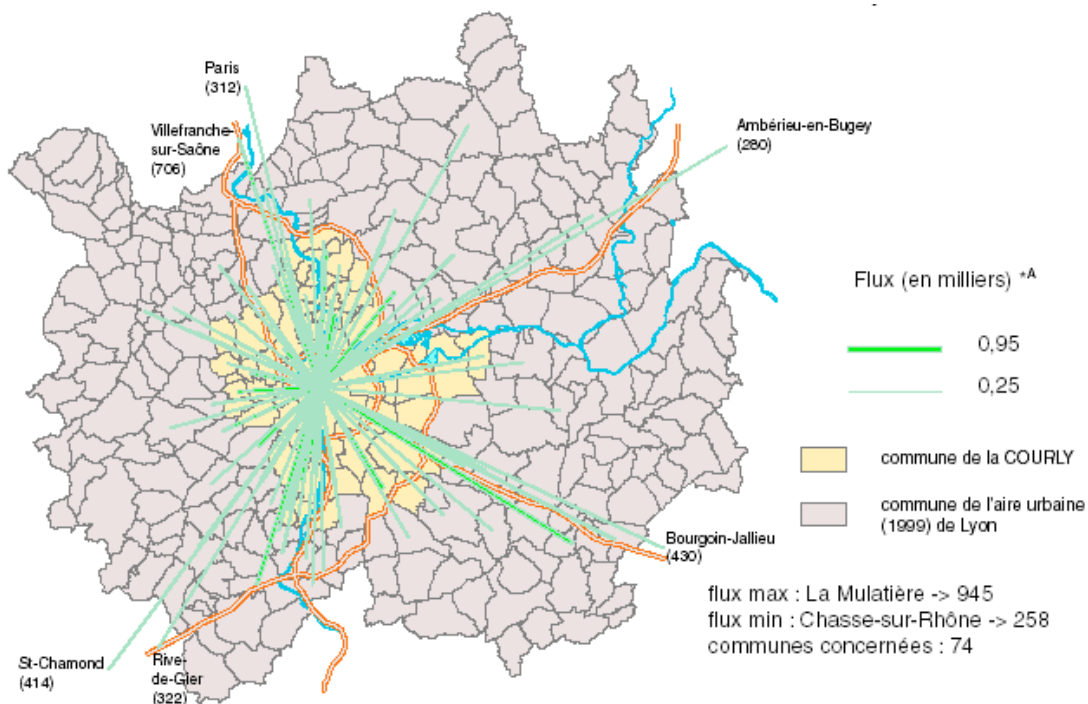 Paris
(312)
Villefranche-
sur-Saône
(706)
Ambérieu-en-Bugey
(280)
Flux (en milliers) *A
0,95
0,25
commune de la COURLY
commune de l'aire urbaine
(1999) de Lyon
Bourgoin-Jallieu
(430)
flux max : La Mulatière -> 945
flux min : Chasse-sur-Rhône -> 258
communes concernées : 74
St-Chamond
(414)
Rive-
de-Gier
(322)